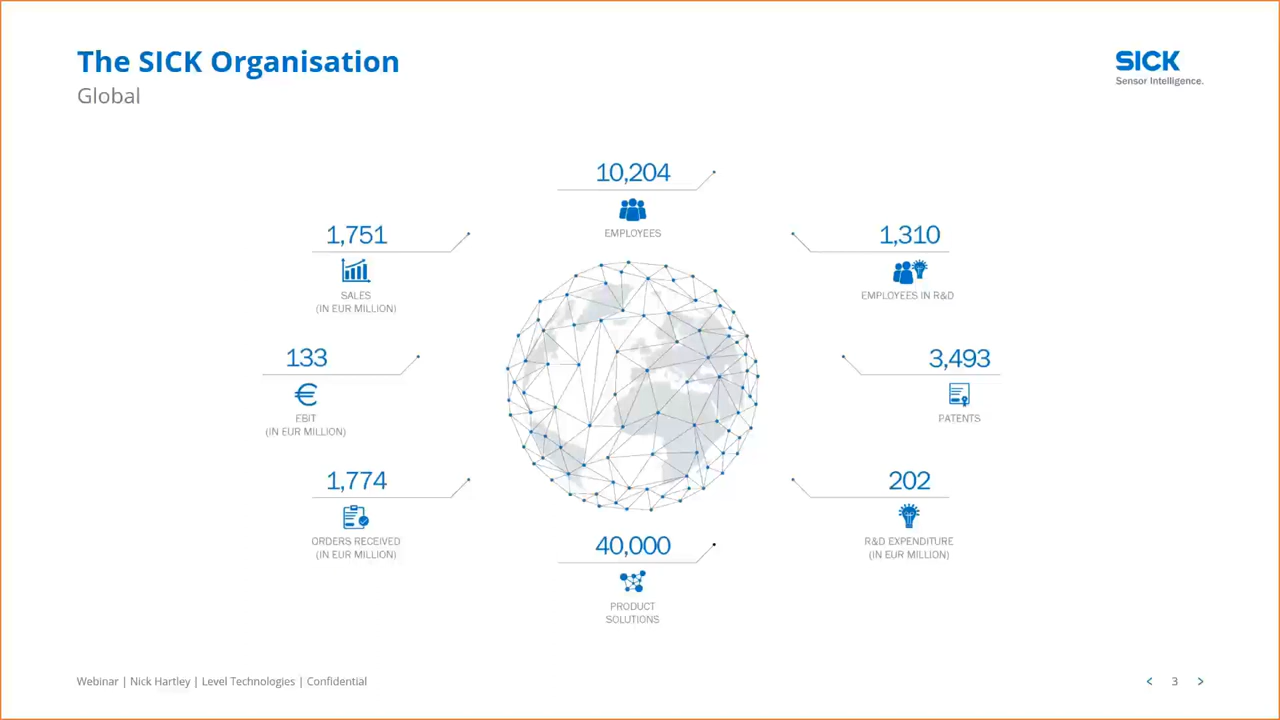 The SICK Organisation
Global
SICK
Sensor Intelligence.
10,204
EMPLOYEES
1,751
SALES
(IN EUR MILLION)
1,310
EMPLOYEES IN R&D
133
EBIT
(IN EUR MILLION)
3,493
PATENTS
1,774
ORDERS RECEIVED
(IN EUR MILLION)
202
R&D EXPENDITURE
(IN EUR MILLION)
40,000
PRODUCT
SOLUTIONS
Webinar | Nick Hartley | Level Technologies | Confidential
< 3 >